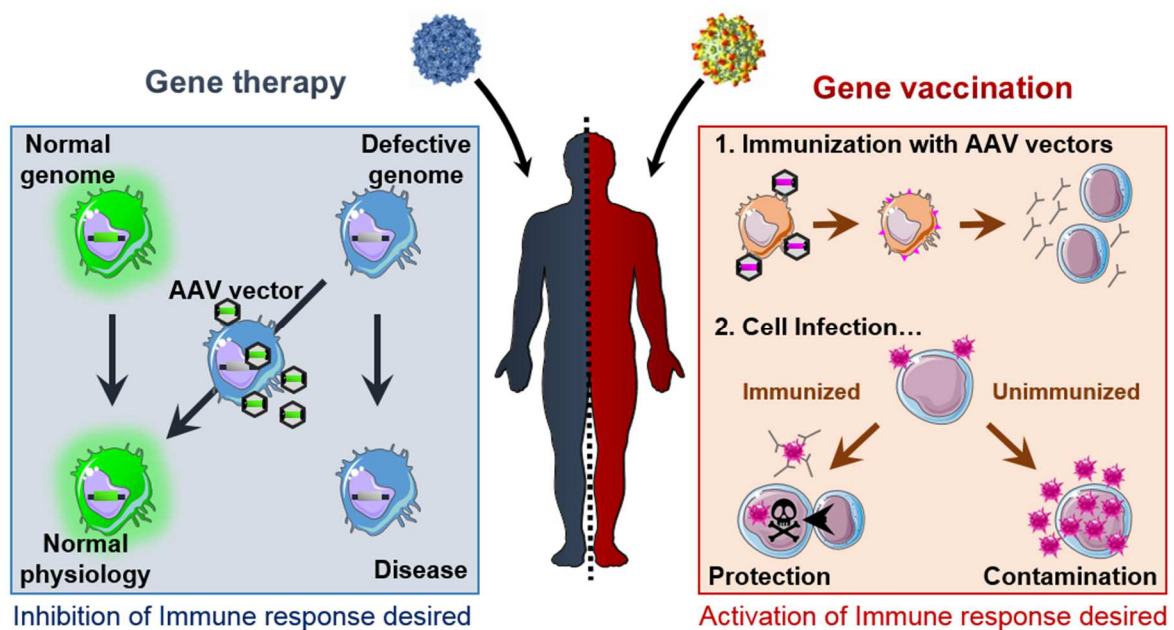 Gene therapy
Normal
genome
Defective
genome
AAV vector
Normal
physiology
Disease
Inhibition of Immune response desired
Gene vaccination
1. Immunization with AAV vectors
2. Cell Infection…
Immunized
Unimmunized
Protection
Contamination
Activation of Immune response desired